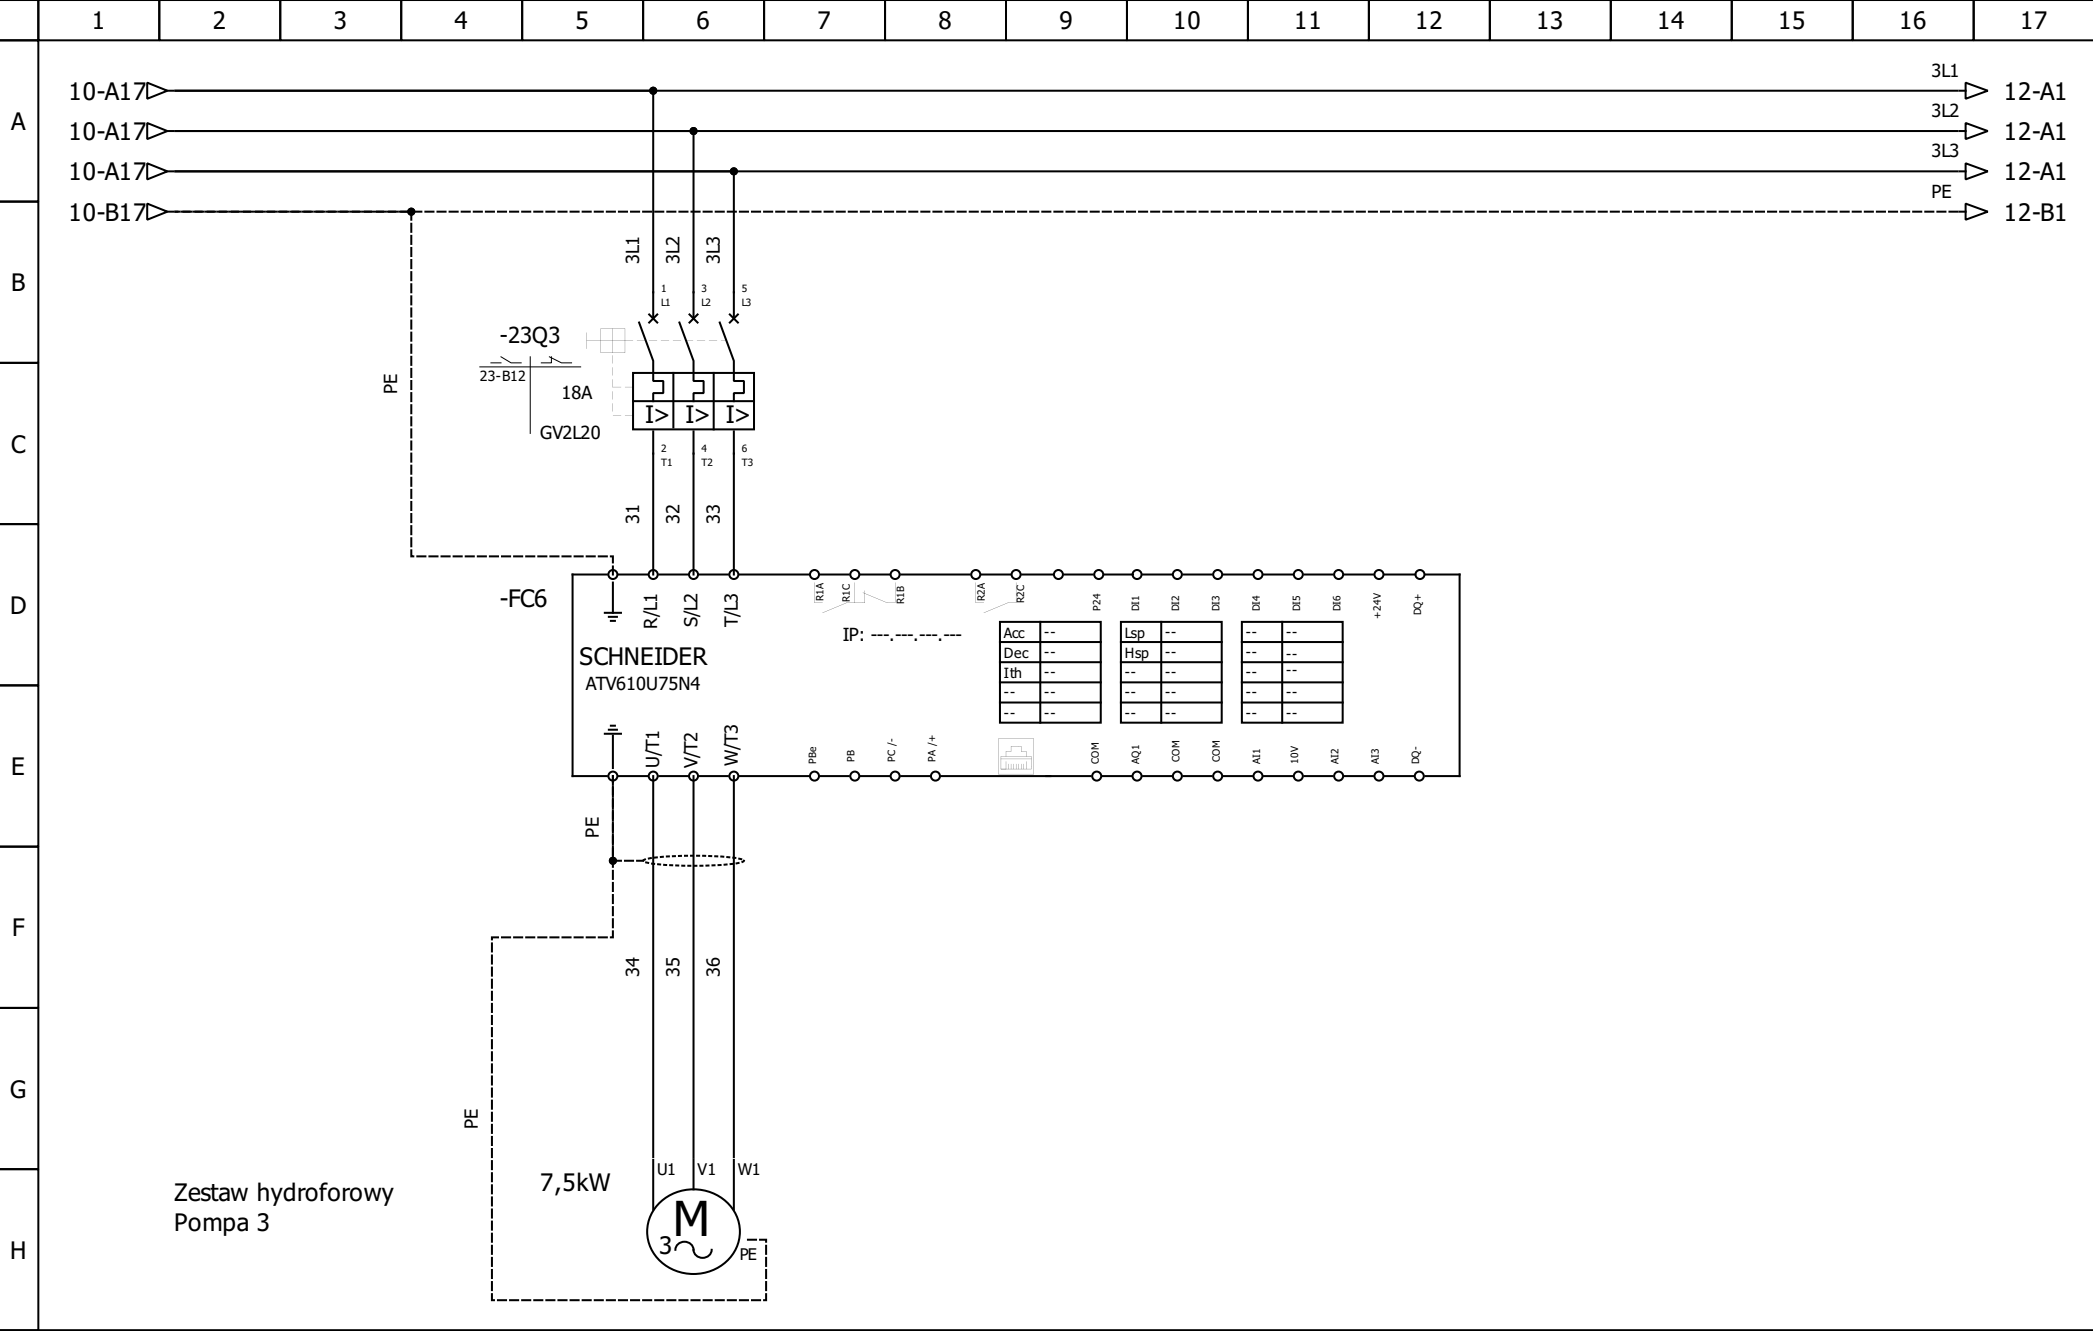 1 2 3 4 5 6 7 8 9 10 11 12 13 14 15 16 17
A
B
C
D
E
F
G
H
10-A17 3L1 12-A1
10-A17 3L2 12-A1
10-A17 3L3 12-A1
10-B17 PE 12-B1
3L1 3L2 3L3
1 3 5
L1 L2 L3
-23Q3
23-B12
18A
GV2L20
I> I> I>
PE
2 4 6
T1 T2 T3
31 32 33
-FC6
R/L1 S/L2 T/L3 R1A R1C R1B R2A R2C P24 DI1 DI2 DI3 DI4 DI5 DI6 +24V DQ+
IP: ---.---.---.---
SCHNEIDER
ATV610U75N4
Acc -- Lsp -- -- --
Dec -- Hsp -- -- --
Ith -- -- -- -- --
-- -- -- -- -- --
-- -- -- -- -- --
U/T1 V/T2 W/T3 PBe PB PC /- PA /+ COM AQ1 COM COM AI1 10V AI2 AI3 DQ-
PE
34 35 36
PE
U1 V1 W1
7,5kW
M
3
PE
Zestaw hydroforowy
Pompa 3